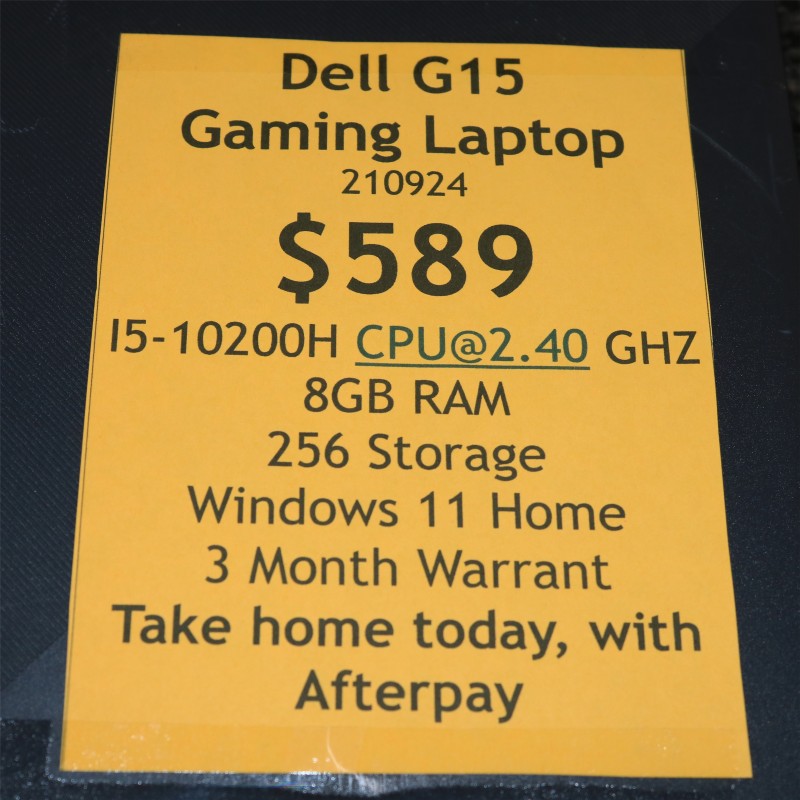 Dell G15
Gaming Laptop
210924
$589
I5-10200H CPU@2.40 GHZ
8GB RAM
256 Storage
Windows 11 Home
3 Month Warrant
Take home today, with
Afterpay